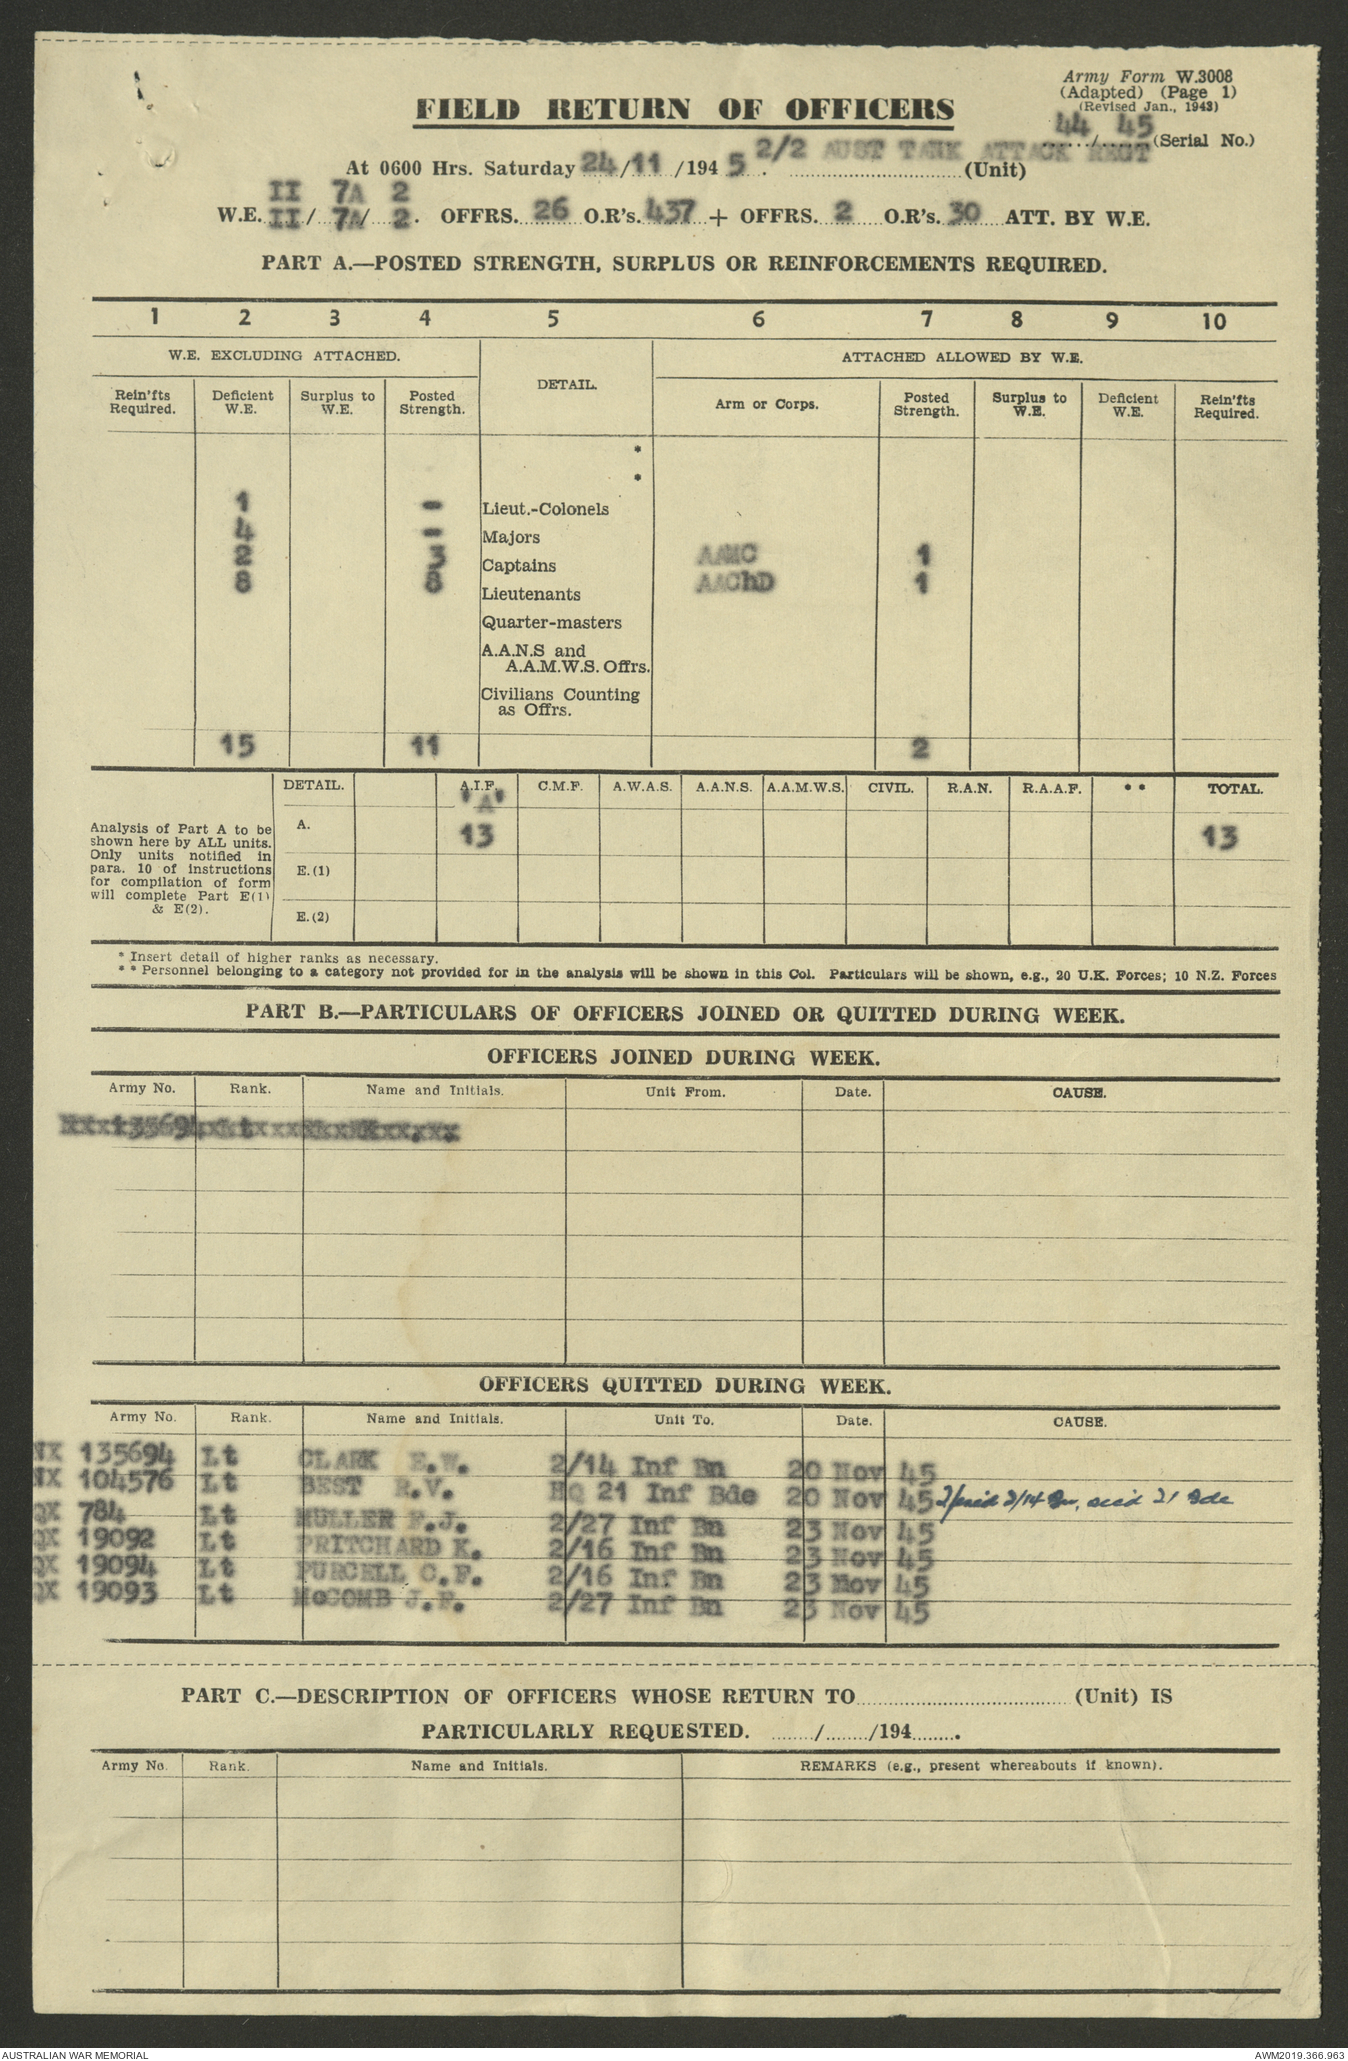 Army Form W.3008
(Adapted) (Page 1)
(Revised Jan., 1943)
FIELD RETURN OF OFFICERS
44 / 45 (Serial No.)
At 0600 Hrs. Saturday 24/11 /194 5. 2/2 AUST TANK ATTACK REGT (Unit)
II 7A 2
W.E. II / 7A / 2. OFFRS. 26 O.R's. 437 + OFFRS. 2 O.R's. 30 ATT. BY W.E.
PART A.—POSTED STRENGTH, SURPLUS OR REINFORCEMENTS REQUIRED.
1 2 3 4 5 6 7 8 9 10
W.E. EXCLUDING ATTACHED. DETAIL. ATTACHED ALLOWED BY W.E.
Rein'fts Required. Deficient W.E. Surplus to W.E. Posted Strength. Arm or Corps. Posted Strength. Surplus to W.E. Deficient W.E. Rein'fts Required.
*
*
1 - Lieut.-Colonels
4 - Majors
2 3 Captains AAMC 1
8 8 Lieutenants AAChD 1
Quarter-masters
A.A.N.S and
A.A.M.W.S. Offrs.
Civilians Counting
as Offrs.
15 11 2
DETAIL. A.I.F. C.M.F. A.W.A.S. A.A.N.S. A.A.M.W.S. CIVIL. R.A.N. R.A.A.F. ** TOTAL.
"A"
Analysis of Part A to be
shown here by ALL units.
Only units notified in
para. 10 of instructions
for compilation of form
will complete Part E(1)
& E(2).
A. 13 13
E.(1)
E.(2)
* Insert detail of higher ranks as necessary.
** Personnel belonging to a category not provided for in the analysis will be shown in this Col. Particulars will be shown, e.g., 20 U.K. Forces; 10 N.Z. Forces
PART B.—PARTICULARS OF OFFICERS JOINED OR QUITTED DURING WEEK.
OFFICERS JOINED DURING WEEK.
Army No. Rank. Name and Initials. Unit From. Date. CAUSE.
OFFICERS QUITTED DURING WEEK.
Army No. Rank. Name and Initials. Unit To. Date. CAUSE.
NX 135694 Lt CLARK E.W. 2/14 Inf Bn 20 Nov 45
NX 104576 Lt BEST R.V. HQ 21 Inf Bde 20 Nov 45 2/14 Bn, 21 Bde
QX 784 Lt MULLER F.J. 2/27 Inf Bn 23 Nov 45
QX 19092 Lt PRITCHARD K. 2/16 Inf Bn 23 Nov 45
QX 19094 Lt PURCELL C.F. 2/16 Inf Bn 23 Nov 45
QX 19093 Lt McCOMB J.F. 2/27 Inf Bn 23 Nov 45
PART C.—DESCRIPTION OF OFFICERS WHOSE RETURN TO (Unit) IS
PARTICULARLY REQUESTED. / /194 .
Army No. Rank. Name and Initials. REMARKS (e.g., present whereabouts if known).
AUSTRALIAN WAR MEMORIAL
AWM2019.366.963